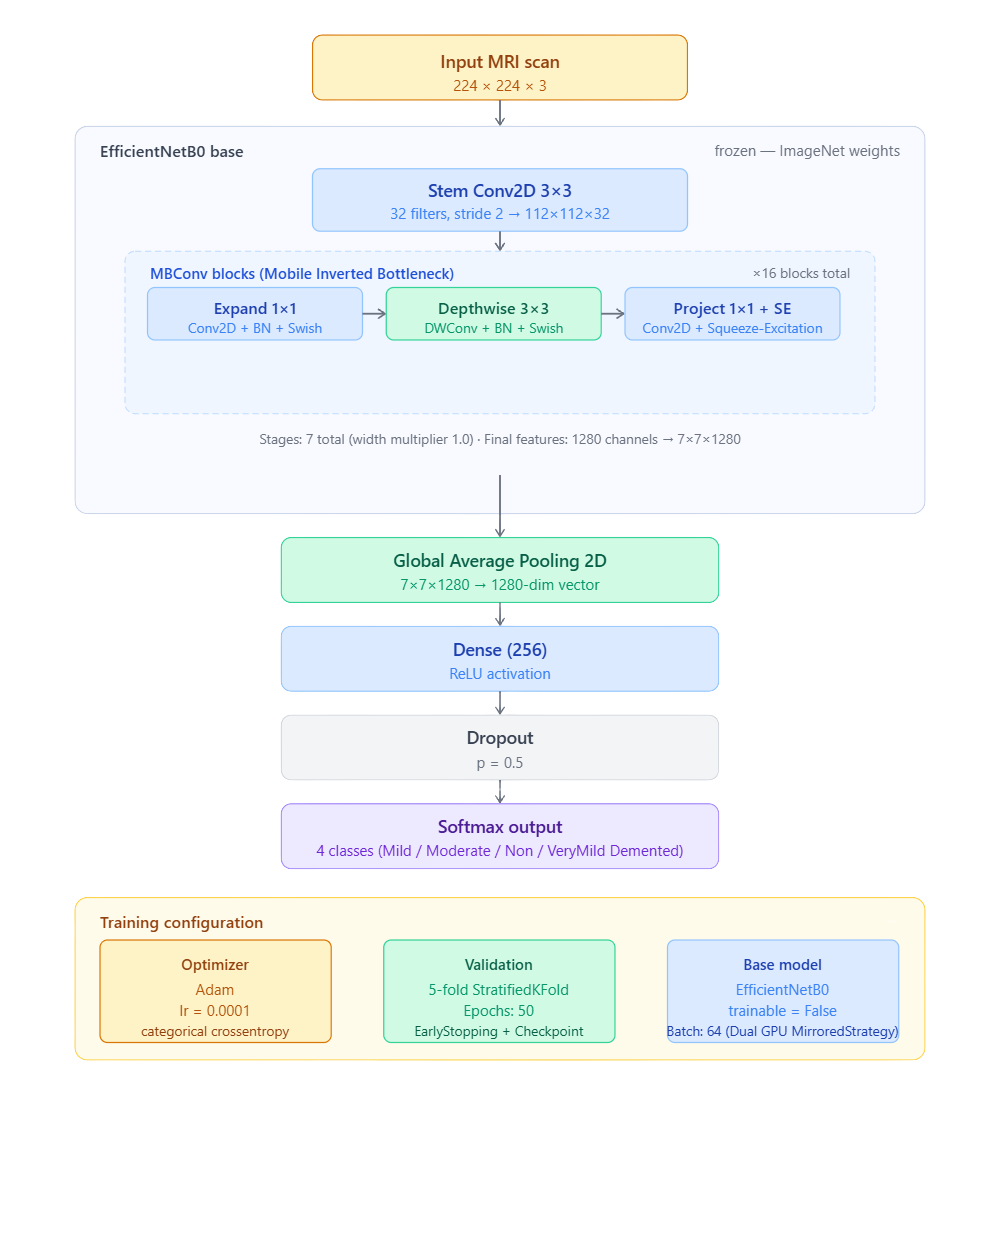 Input MRI scan
224 × 224 × 3
EfficientNetB0 base
frozen — ImageNet weights
Stem Conv2D 3×3
32 filters, stride 2 → 112×112×32
MBConv blocks (Mobile Inverted Bottleneck)
×16 blocks total
Expand 1×1
Conv2D + BN + Swish
Depthwise 3×3
DWConv + BN + Swish
Project 1×1 + SE
Conv2D + Squeeze-Excitation
Stages: 7 total (width multiplier 1.0) · Final features: 1280 channels → 7×7×1280
Global Average Pooling 2D
7×7×1280 → 1280-dim vector
Dense (256)
ReLU activation
Dropout
p = 0.5
Softmax output
4 classes (Mild / Moderate / Non / VeryMild Demented)
Training configuration
Optimizer
Adam
lr = 0.0001
categorical crossentropy
Validation
5-fold StratifiedKFold
Epochs: 50
EarlyStopping + Checkpoint
Base model
EfficientNetB0
trainable = False
Batch: 64 (Dual GPU MirroredStrategy)